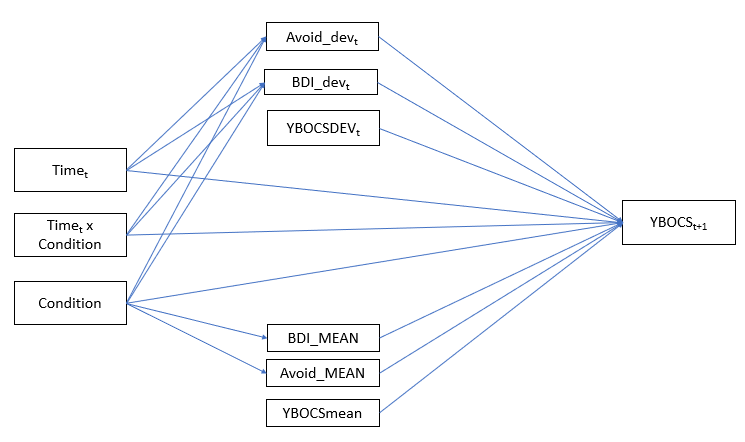 Avoid_devt
BDI_devt
YBOCSDEVt
Timet
Timet x
Condition
Condition
YBOCSt+1
BDI_MEAN
Avoid_MEAN
YBOCSmean